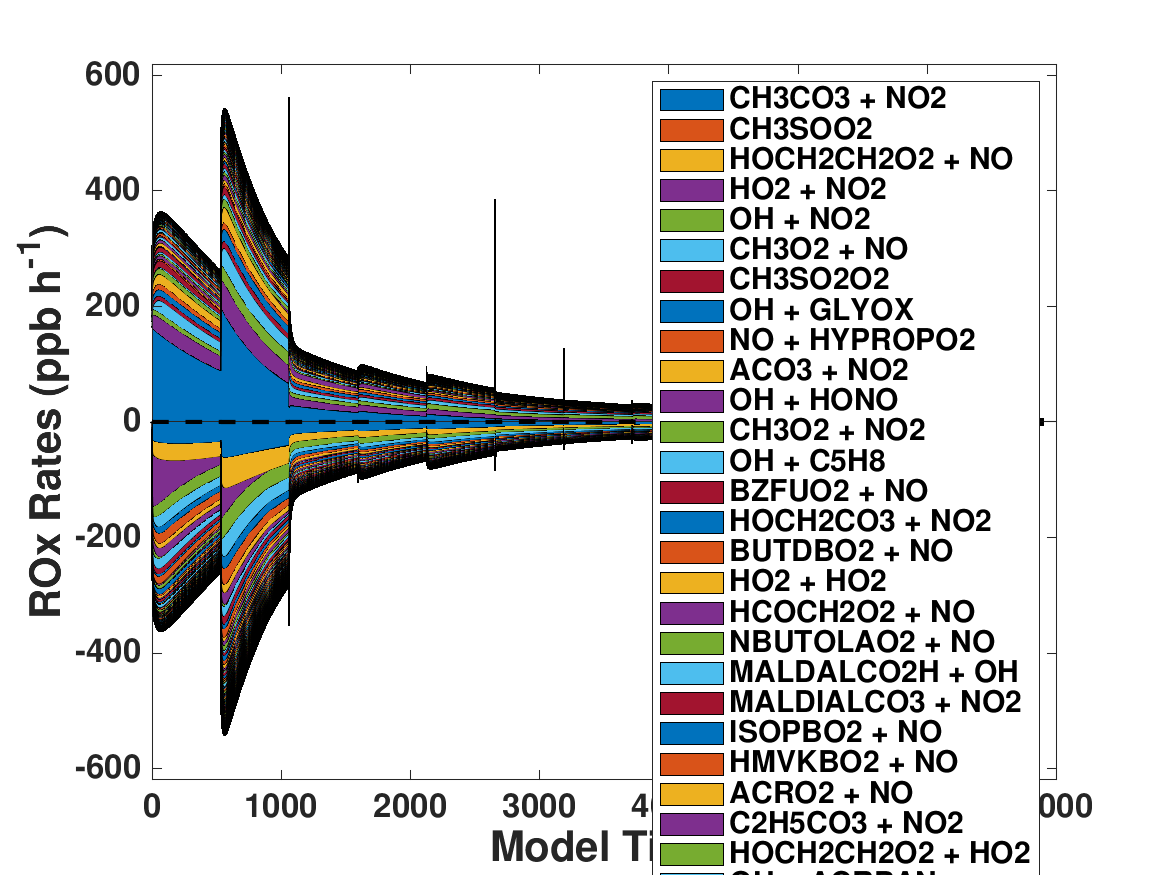 600
400
200
0
-200
-400
-600
ROx Rates (ppb h-1)
0
1000
2000
3000
000
Model
CH3CO3 + NO2
CH3SOO2
HOCH2CH2O2 + NO
HO2 + NO2
OH + NO2
CH3O2 + NO
CH3SO2O2
OH + GLYOX
NO + HYPROPO2
ACO3 + NO2
OH + HONO
CH3O2 + NO2
OH + C5H8
BZFUO2 + NO
HOCH2CO3 + NO2
BUTDBO2 + NO
HO2 + HO2
HCOCH2O2 + NO
NBUTOLAO2 + NO
MALDALCO2H + OH
MALDIALCO3 + NO2
ISOPBO2 + NO
HMVKBO2 + NO
ACRO2 + NO
C2H5CO3 + NO2
HOCH2CH2O2 + HO2